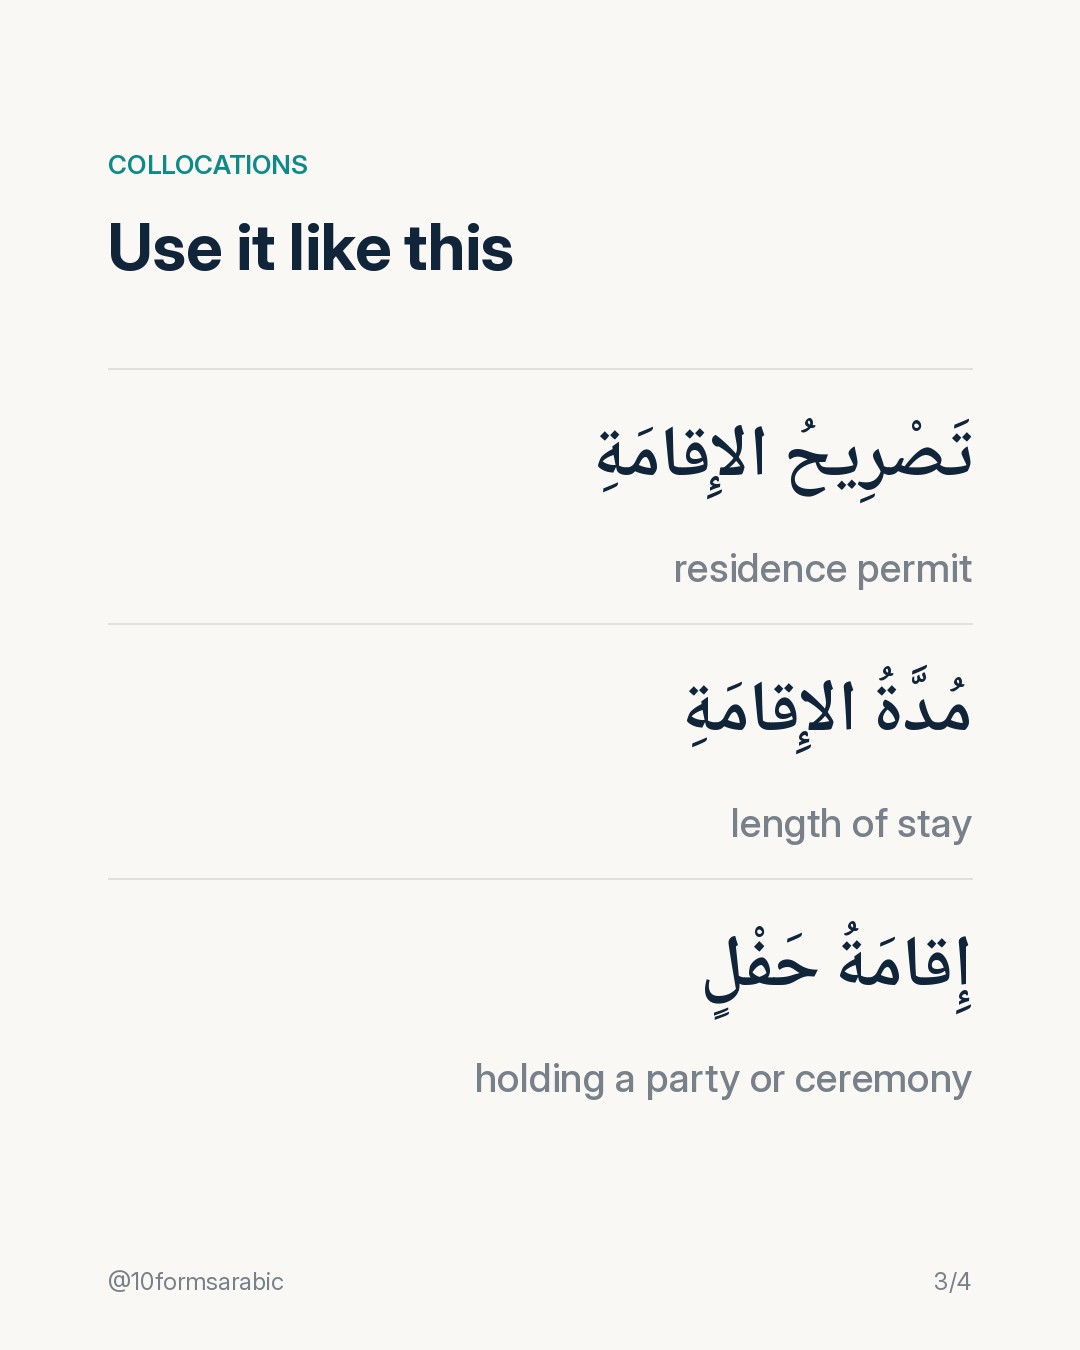 COLLOCATIONS
Use it like this
تَصْرِيحُ الإِقامَةِ
residence permit
مُدَّةُ الإِقامَةِ
length of stay
إِقامَةُ حَفْلٍ
holding a party or ceremony
@10formsarabic
3/4